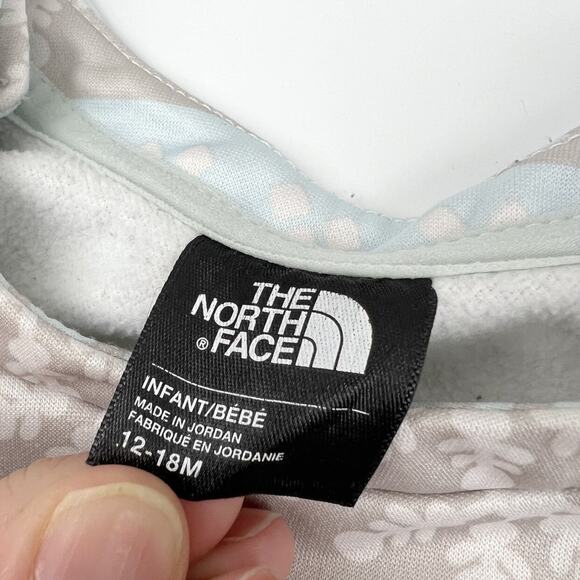 THE
NORTH
® FACE
INFANT/BÉBÉ
MADE IN JORDAN
FABRIQUÉ EN JORDANIE
12-18M